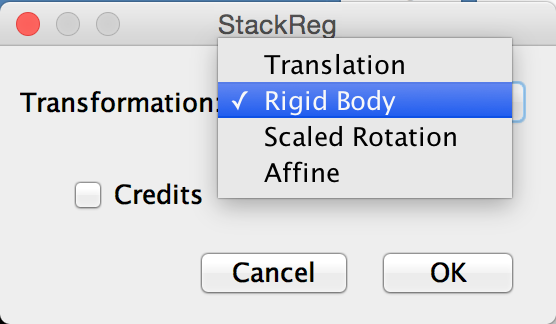 StackReg
Translation
Transformation: ✓ Rigid Body
Scaled Rotation
Affine
Credits
Cancel OK